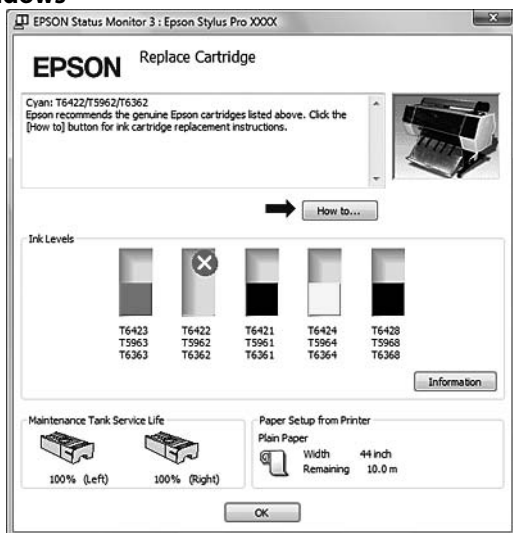 EPSON Status Monitor 3 : Epson Stylus Pro XXXX
EPSON
Replace Cartridge
Cyan: T6422/T5962/T6362
Epson recommends the genuine Epson cartridges listed above. Click the
[How to] button for ink cartridge replacement instructions.
How to...
Ink Levels
T6423 T6422 T6421 T6424 T6428
T5963 T5962 T5961 T5964 T5968
T6363 T6362 T6361 T6364 T6368
Information
Maintenance Tank Service Life
100% (Left) 100% (Right)
Paper Setup from Printer
Plain Paper
Width 44 inch
Remaining 10.0 m
OK